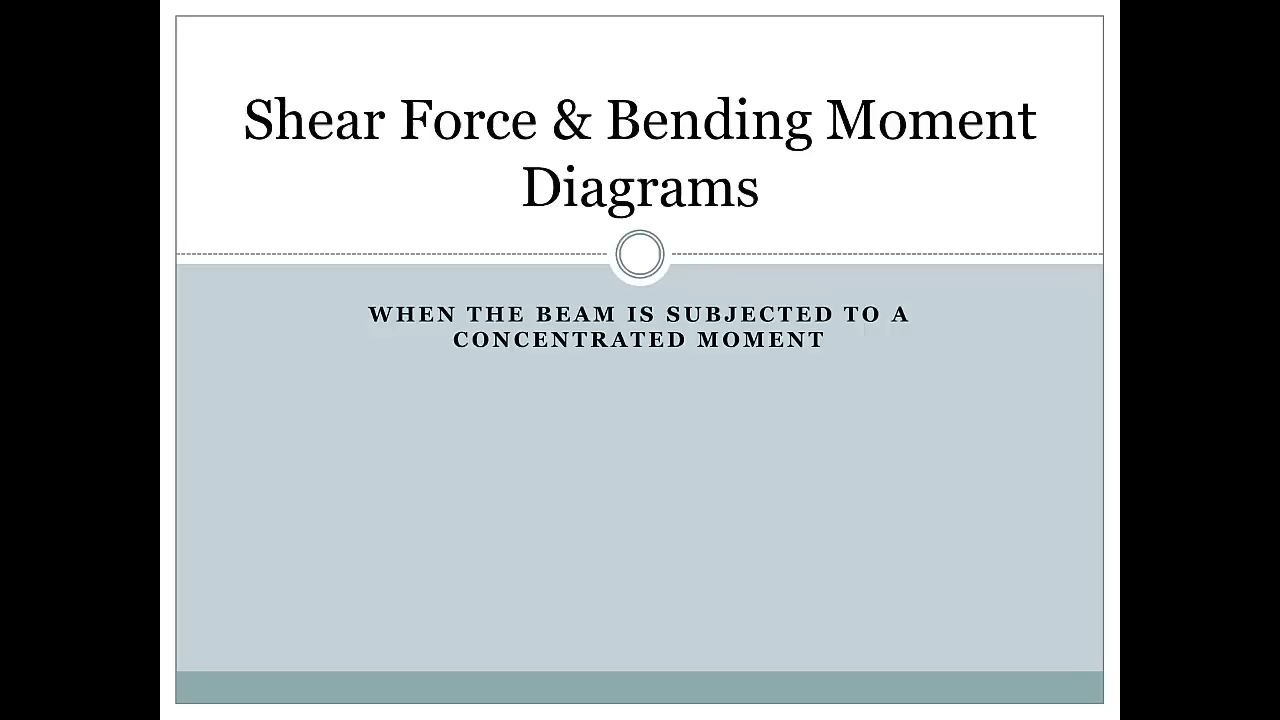 Shear Force & Bending Moment
Diagrams
WHEN THE BEAM IS SUBJECTED TO A
CONCENTRATED MOMENT